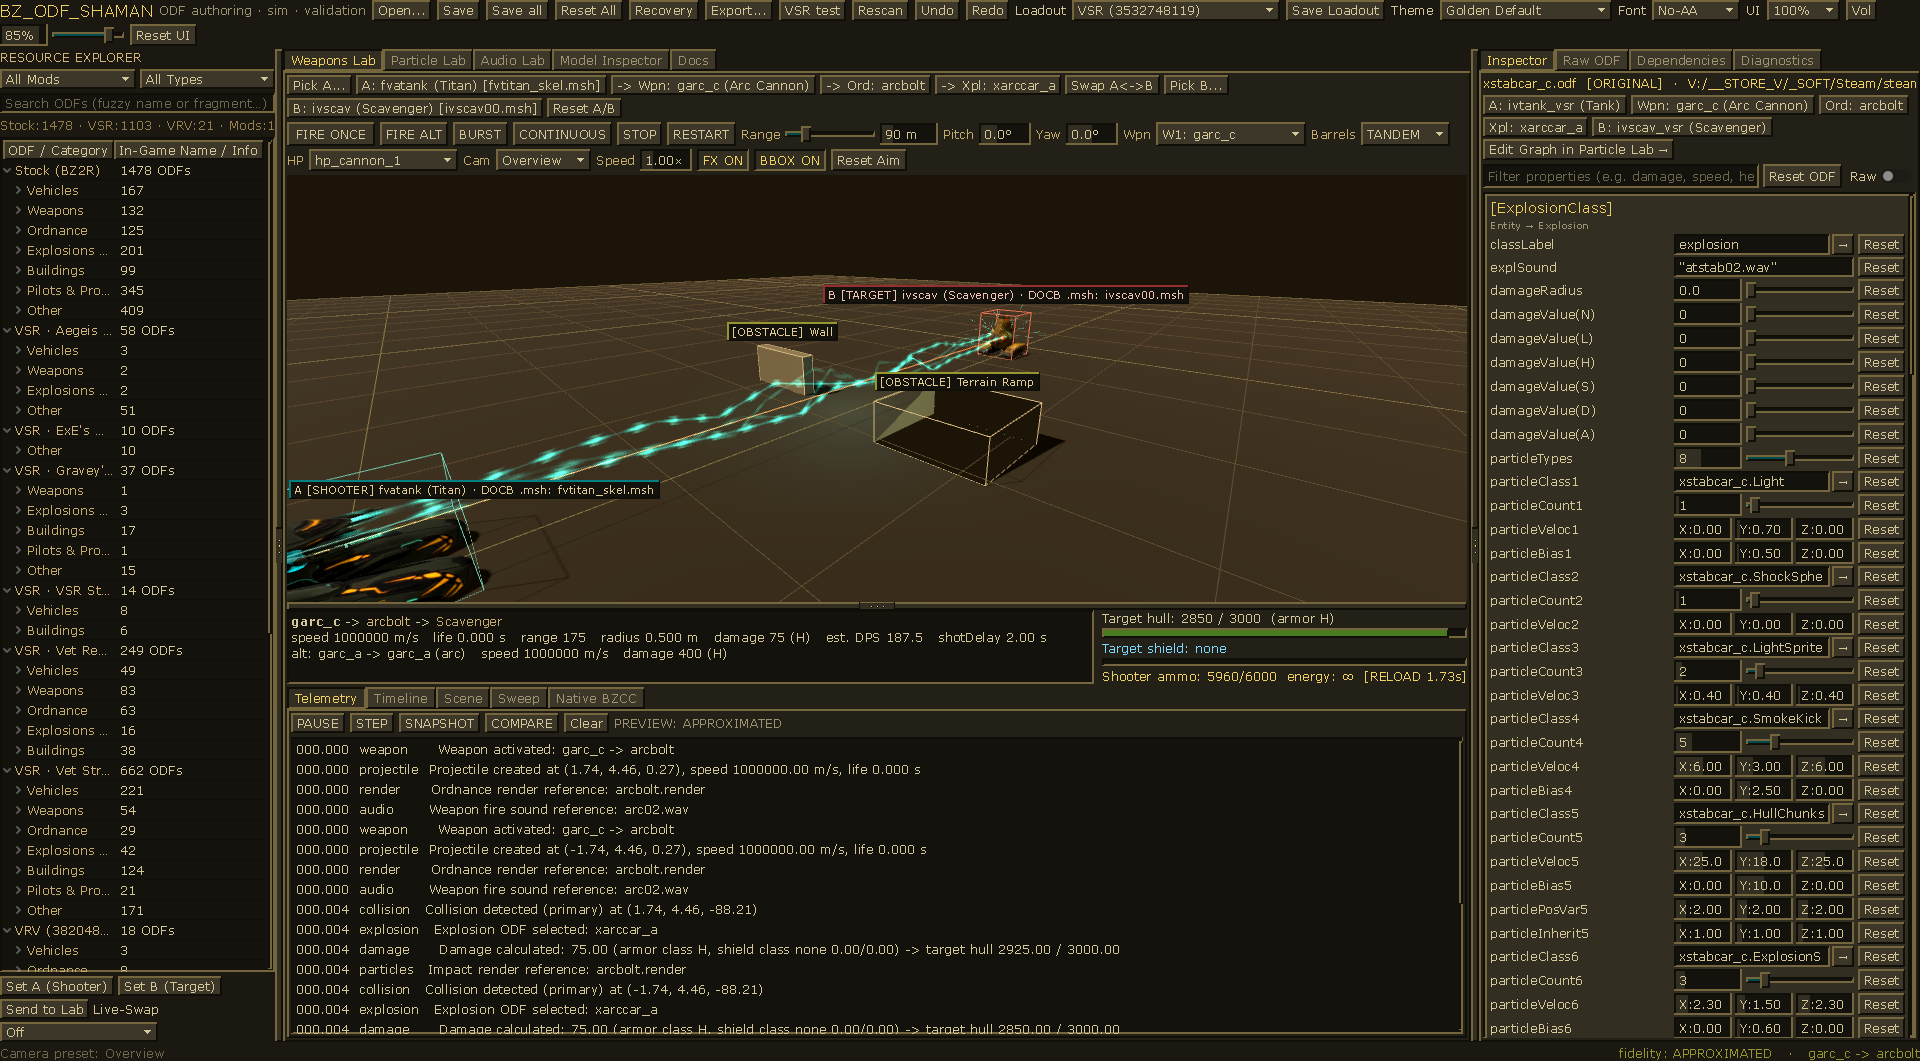 BZ_ODF_SHAMAN ODF authoring · sim · validation Open... Save Save all Reset All Recovery Export... VSR test Rescan Undo Redo Loadout VSR (3532748119) Save Loadout Theme Golden Default Font No-AA UI 100% Vol
85% Reset UI
RESOURCE EXPLORER
All Mods All Types
Search ODFs (fuzzy name or fragment...)
Stock:1478 · VSR:1103 · VRV:21 · Mods:1
ODF / Category In-Game Name / Info
Stock (BZ2R) 1478 ODFs
Vehicles 167
Weapons 132
Ordnance 125
Explosions ... 201
Buildings 99
Pilots & Pro... 345
Other 409
VSR · Aegeis ... 58 ODFs
Vehicles 3
Weapons 2
Explosions ... 2
Other 51
VSR · ExE's ... 10 ODFs
Other 10
VSR · Gravey'... 37 ODFs
Weapons 1
Explosions ... 3
Buildings 17
Pilots & Pro... 1
Other 15
VSR · VSR St... 14 ODFs
Vehicles 8
Buildings 6
VSR · Vet Re... 249 ODFs
Vehicles 49
Weapons 83
Ordnance 63
Explosions ... 16
Buildings 38
VSR · Vet Str... 662 ODFs
Vehicles 221
Weapons 54
Ordnance 29
Explosions ... 42
Buildings 124
Pilots & Pro... 21
Other 171
VRV (382048... 18 ODFs
Vehicles 3
Ordnance 9
Set A (Shooter) Set B (Target)
Send to Lab Live-Swap
Off
Camera preset: Overview
Weapons Lab Particle Lab Audio Lab Model Inspector Docs
Pick A... A: fvatank (Titan) [fvtitan_skel.msh] -> Wpn: garc_c (Arc Cannon) -> Ord: arcbolt -> Xpl: xarccar_a Swap A<->B Pick B...
B: ivscav (Scavenger) [ivscav00.msh] Reset A/B
FIRE ONCE FIRE ALT BURST CONTINUOUS STOP RESTART Range 90 m Pitch 0.0° Yaw 0.0° Wpn W1: garc_c Barrels TANDEM
HP hp_cannon_1 Cam Overview Speed 1.00× FX ON BBOX ON Reset Aim
B [TARGET] ivscav (Scavenger) · DOCB .msh: ivscav00.msh
[OBSTACLE] Wall
[OBSTACLE] Terrain Ramp
A [SHOOTER] fvatank (Titan) · DOCB .msh: fvtitan_skel.msh
garc_c -> arcbolt -> Scavenger
speed 1000000 m/s life 0.000 s range 175 radius 0.500 m damage 75 (H) est. DPS 187.5 shotDelay 2.00 s
alt: garc_a -> garc_a (arc) speed 1000000 m/s damage 400 (H)
Target hull: 2850 / 3000 (armor H)
Target shield: none
Shooter ammo: 5960/6000 energy: ∞ [RELOAD 1.73s]
Telemetry Timeline Scene Sweep Native BZCC
PAUSE STEP SNAPSHOT COMPARE Clear PREVIEW: APPROXIMATED
000.000 weapon Weapon activated: garc_c -> arcbolt
000.000 projectile Projectile created at (1.74, 4.46, 0.27), speed 1000000.00 m/s, life 0.000 s
000.000 render Ordnance render reference: arcbolt.render
000.000 audio Weapon fire sound reference: arc02.wav
000.000 weapon Weapon activated: garc_c -> arcbolt
000.000 projectile Projectile created at (-1.74, 4.46, 0.27), speed 1000000.00 m/s, life 0.000 s
000.000 render Ordnance render reference: arcbolt.render
000.000 audio Weapon fire sound reference: arc02.wav
000.004 collision Collision detected (primary) at (1.74, 4.46, -88.21)
000.004 explosion Explosion ODF selected: xarccar_a
000.004 damage Damage calculated: 75.00 (armor class H, shield class none 0.00/0.00) -> target hull 2925.00 / 3000.00
000.004 particles Impact render reference: arcbolt.render
000.004 collision Collision detected (primary) at (-1.74, 4.46, -88.21)
000.004 explosion Explosion ODF selected: xarccar_a
000.004 damage Damage calculated: 75.00 (armor class H, shield class none 0.00/0.00) -> target hull 2850.00 / 3000.00
Inspector Raw ODF Dependencies Diagnostics
xstabcar_c.odf [ORIGINAL] · V:/__STORE_V/_SOFT/Steam/stean
A: ivtank_vsr (Tank) Wpn: garc_c (Arc Cannon) Ord: arcbolt
Xpl: xarccar_a B: ivscav_vsr (Scavenger)
Edit Graph in Particle Lab →
Filter properties (e.g. damage, speed, he Reset ODF Raw
[ExplosionClass]
Entity → Explosion
classLabel explosion → Reset
explSound "atstab02.wav" Reset
damageRadius 0.0 Reset
damageValue(N) 0 Reset
damageValue(L) 0 Reset
damageValue(H) 0 Reset
damageValue(S) 0 Reset
damageValue(D) 0 Reset
damageValue(A) 0 Reset
particleTypes 8 Reset
particleClass1 xstabcar_c.Light → Reset
particleCount1 1 Reset
particleVeloc1 X:0.00 Y:0.70 Z:0.00 Reset
particleBias1 X:0.00 Y:0.50 Z:0.00 Reset
particleClass2 xstabcar_c.ShockSphe → Reset
particleCount2 1 Reset
particleVeloc2 X:0.00 Y:0.00 Z:0.00 Reset
particleClass3 xstabcar_c.LightSprite → Reset
particleCount3 2 Reset
particleVeloc3 X:0.40 Y:0.40 Z:0.40 Reset
particleClass4 xstabcar_c.SmokeKick → Reset
particleCount4 5 Reset
particleVeloc4 X:6.00 Y:3.00 Z:6.00 Reset
particleBias4 X:0.00 Y:2.50 Z:0.00 Reset
particleClass5 xstabcar_c.HullChunks → Reset
particleCount5 3 Reset
particleVeloc5 X:25.0 Y:18.0 Z:25.0 Reset
particleBias5 X:0.00 Y:10.0 Z:0.00 Reset
particlePosVar5 X:2.00 Y:2.00 Z:2.00 Reset
particleInherit5 X:1.00 Y:1.00 Z:1.00 Reset
particleClass6 xstabcar_c.ExplosionS → Reset
particleCount6 3 Reset
particleVeloc6 X:2.30 Y:1.50 Z:2.30 Reset
particleBias6 X:0.00 Y:0.60 Z:0.00 Reset
fidelity: APPROXIMATED · garc_c -> arcbolt